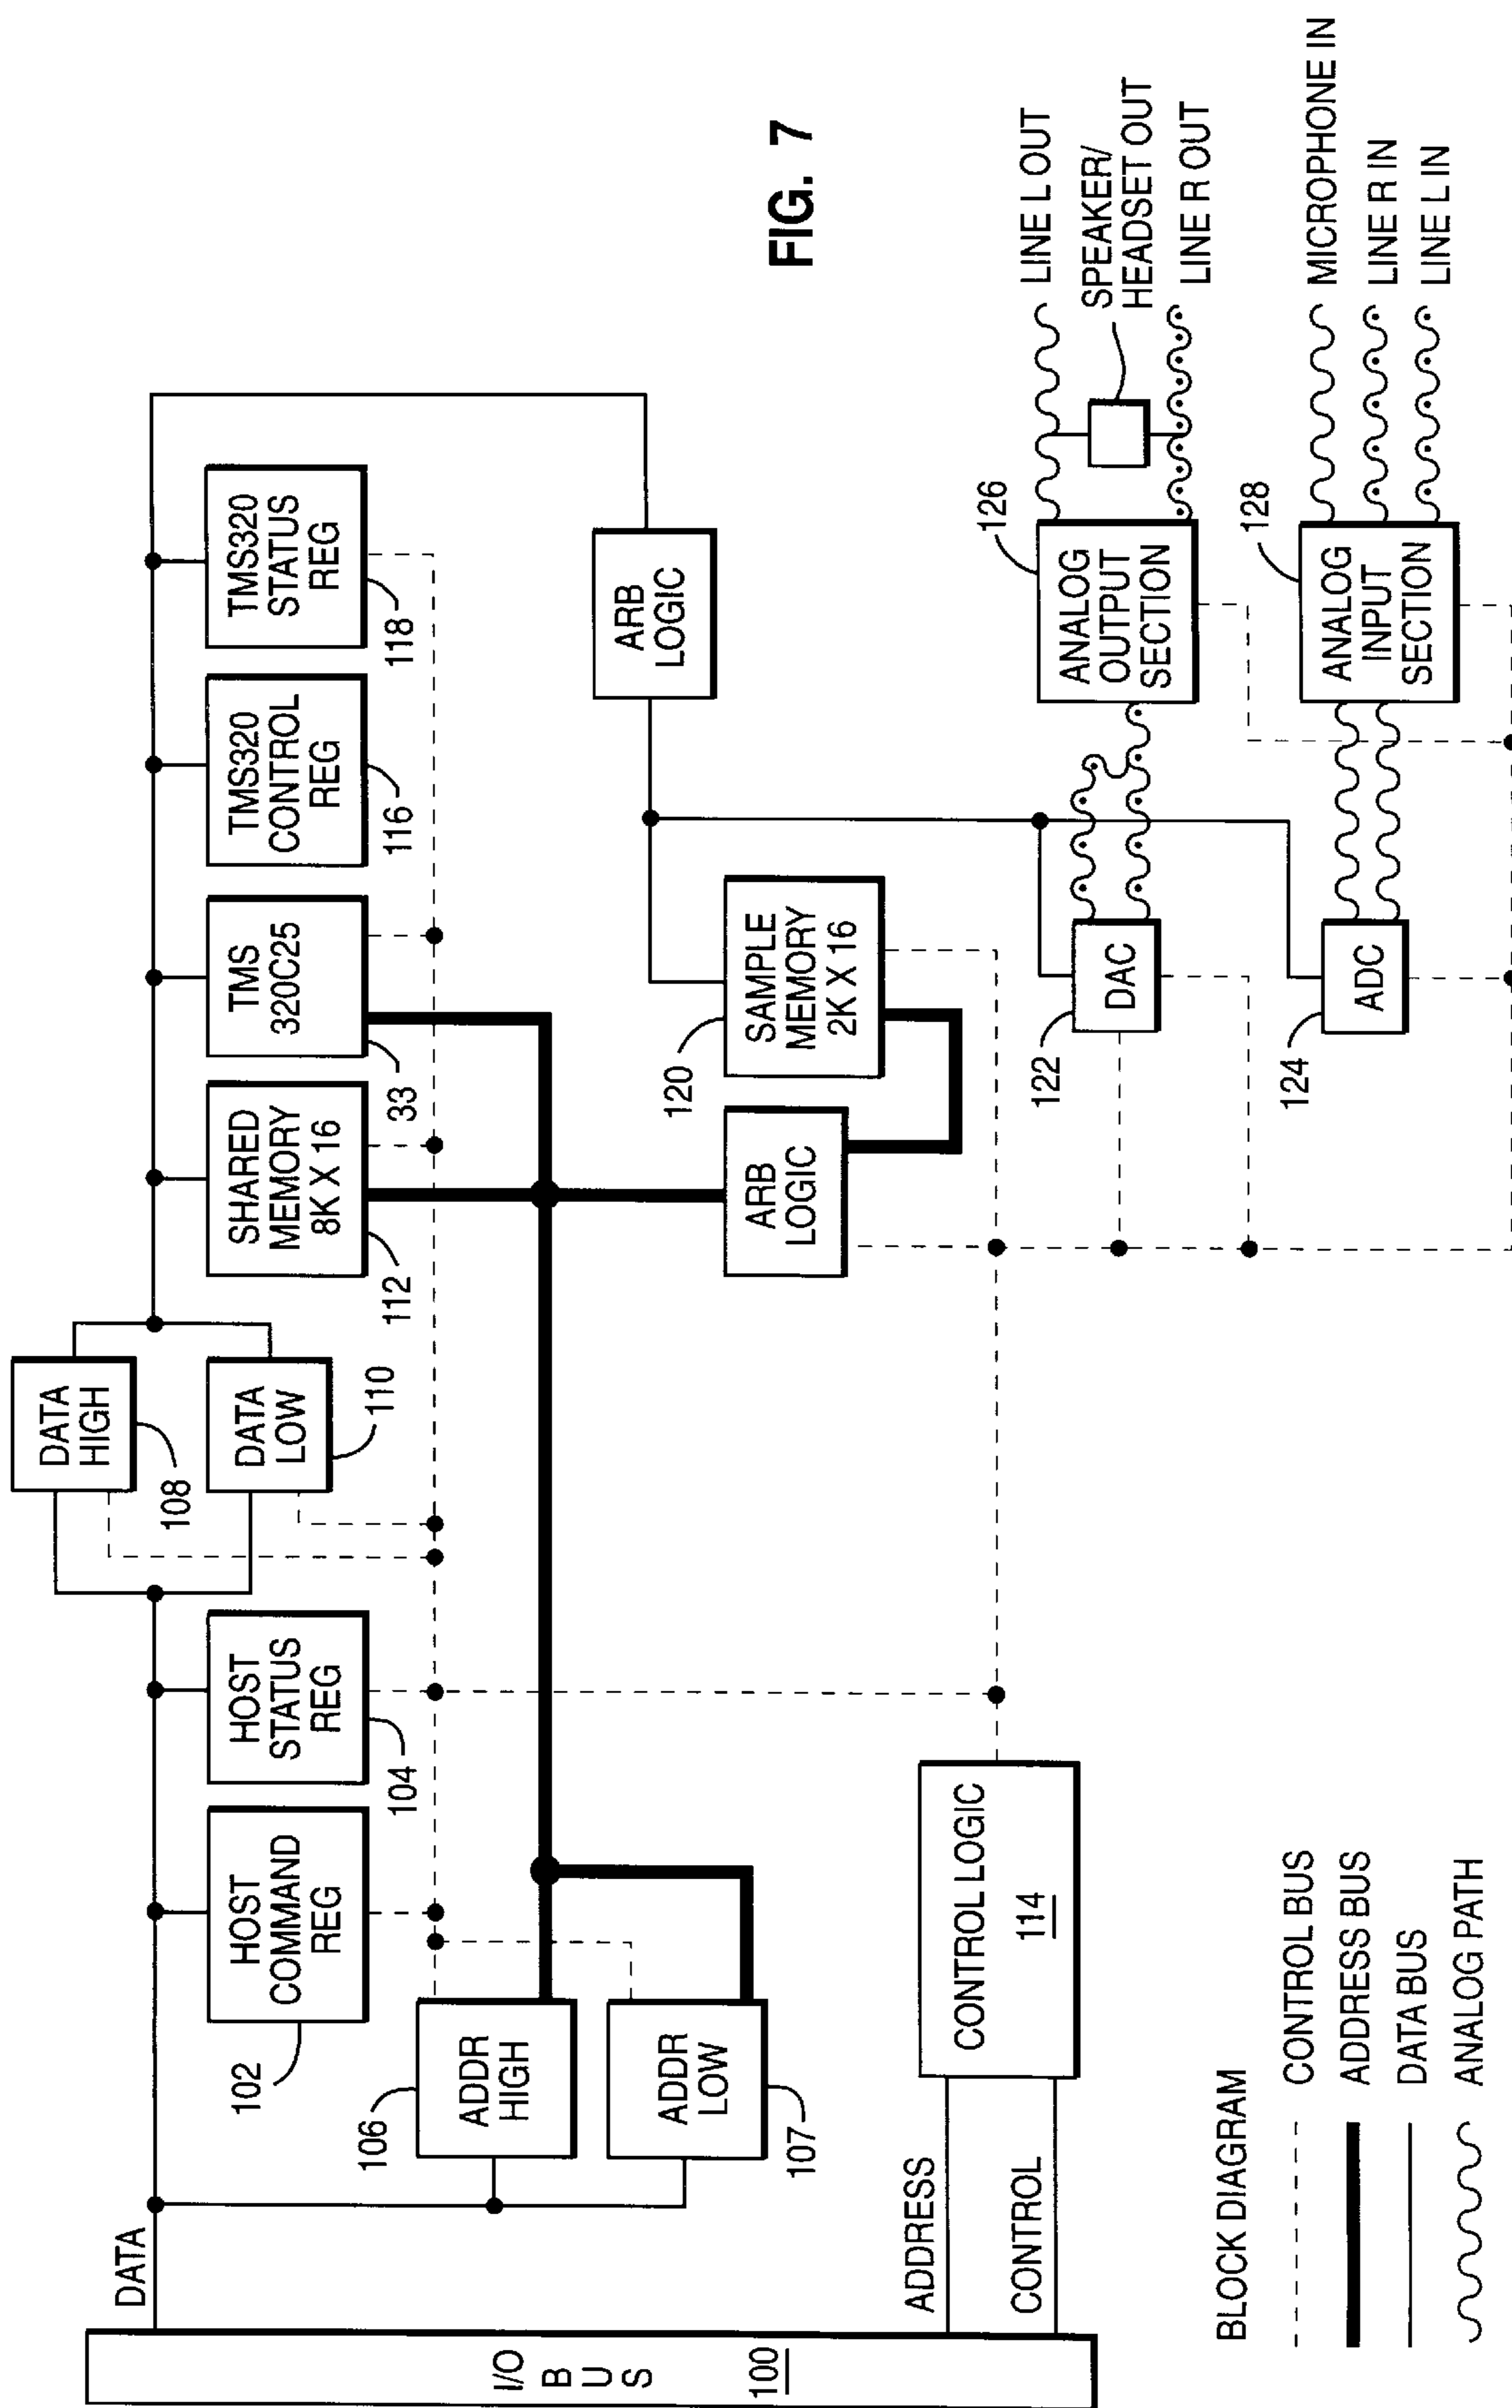 FIG. 7
I/O
B
U
S
100
DATA
ADDRESS
CONTROL
HOST
COMMAND
REG
102
HOST
STATUS
REG
104
ADDR
HIGH
106
ADDR
LOW
107
DATA
HIGH
108
DATA
LOW
110
SHARED
MEMORY
8K X 16
112
TMS
320C25
33
TMS320
CONTROL
REG
116
TMS320
STATUS
REG
118
CONTROL LOGIC
114
ARB
LOGIC
SAMPLE
MEMORY
2K X 16
120
ARB
LOGIC
DAC
122
ADC
124
ANALOG
OUTPUT
SECTION
126
ANALOG
INPUT
SECTION
128
LINE L OUT
SPEAKER/
HEADSET OUT
LINE R OUT
MICROPHONE IN
LINE R IN
LINE L IN
BLOCK DIAGRAM
CONTROL BUS
ADDRESS BUS
DATA BUS
ANALOG PATH